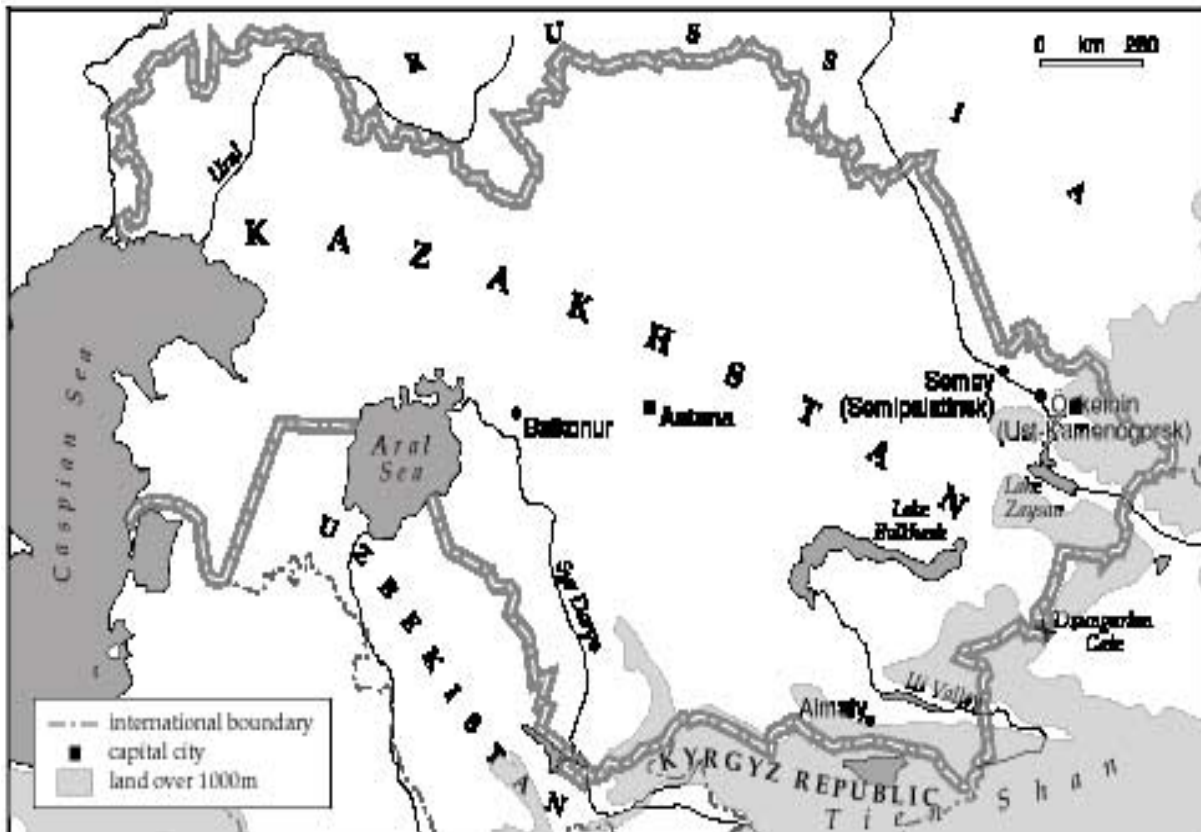 R U S S I A
0 km 250
Ural
K A Z A K H S T A N
Caspian Sea
Aral
Sea
Baikonur
Astana
Semey
(Semipalatinsk)
(Ust-Kamenogorsk)
Lake
Zaysan
Lake
Balkhash
Syr Darya
U Z B E K I S T A N
Dzungarian
Gate
Ili Valley
Almaty
KYRGYZ REPUBLIC
Tien Shan
international boundary
capital city
land over 1000m